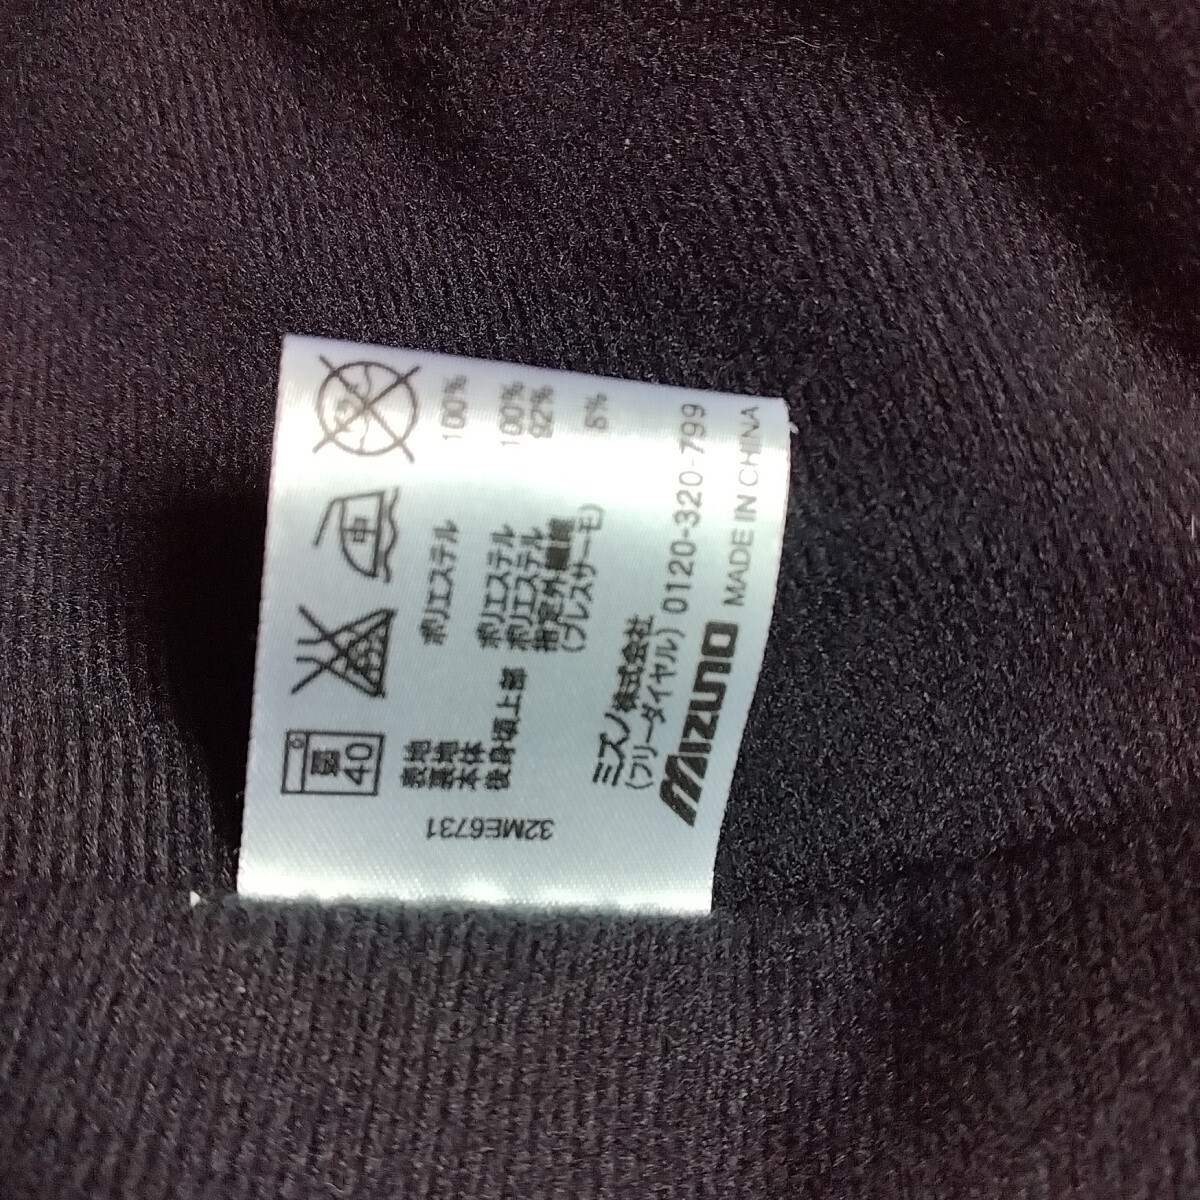 弱
40
中
表地 ポリエステル 100%
裏地
本体 ポリエステル 100%
後身頃上部 ポリエステル 92%
指定外繊維
(ブレスサーモ)
32ME6731
ミズノ株式会社
(フリーダイヤル) 0120-320-799
MIZUNO MADE IN CHINA